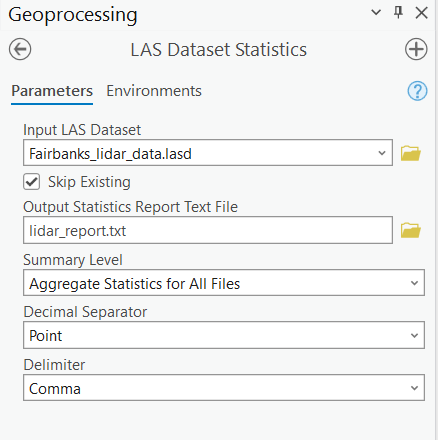 Geoprocessing
LAS Dataset Statistics
Parameters Environments
Input LAS Dataset
Fairbanks_lidar_data.lasd
Skip Existing
Output Statistics Report Text File
lidar_report.txt
Summary Level
Aggregate Statistics for All Files
Decimal Separator
Point
Delimiter
Comma